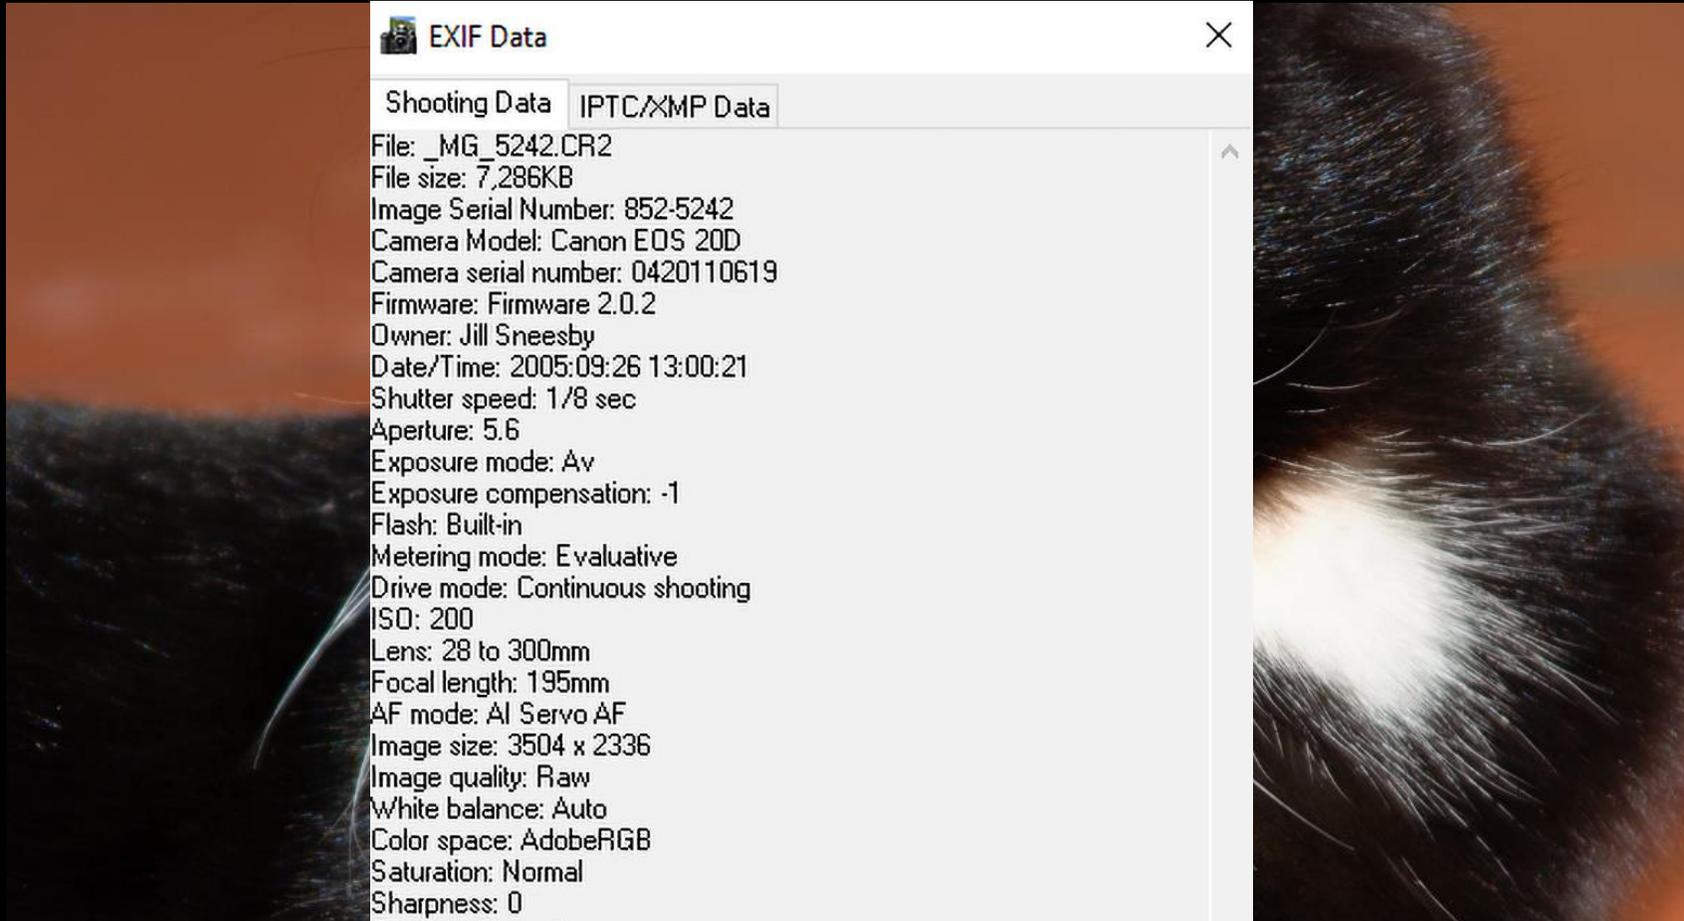 EXIF Data
Shooting Data
IPTC/XMP Data
File: _MG_5242.CR2
File size: 7,286KB
Image Serial Number: 852-5242
Camera Model: Canon EOS 20D
Camera serial number: 0420110619
Firmware: Firmware 2.0.2
Owner: Jill Sneesby
Date/Time: 2005:09:26 13:00:21
Shutter speed: 1/8 sec
Aperture: 5.6
Exposure mode: Av
Exposure compensation: -1
Flash: Built-in
Metering mode: Evaluative
Drive mode: Continuous shooting
ISO: 200
Lens: 28 to 300mm
Focal length: 195mm
AF mode: AI Servo AF
Image size: 3504 x 2336
Image quality: Raw
White balance: Auto
Color space: AdobeRGB
Saturation: Normal
Sharpness: 0